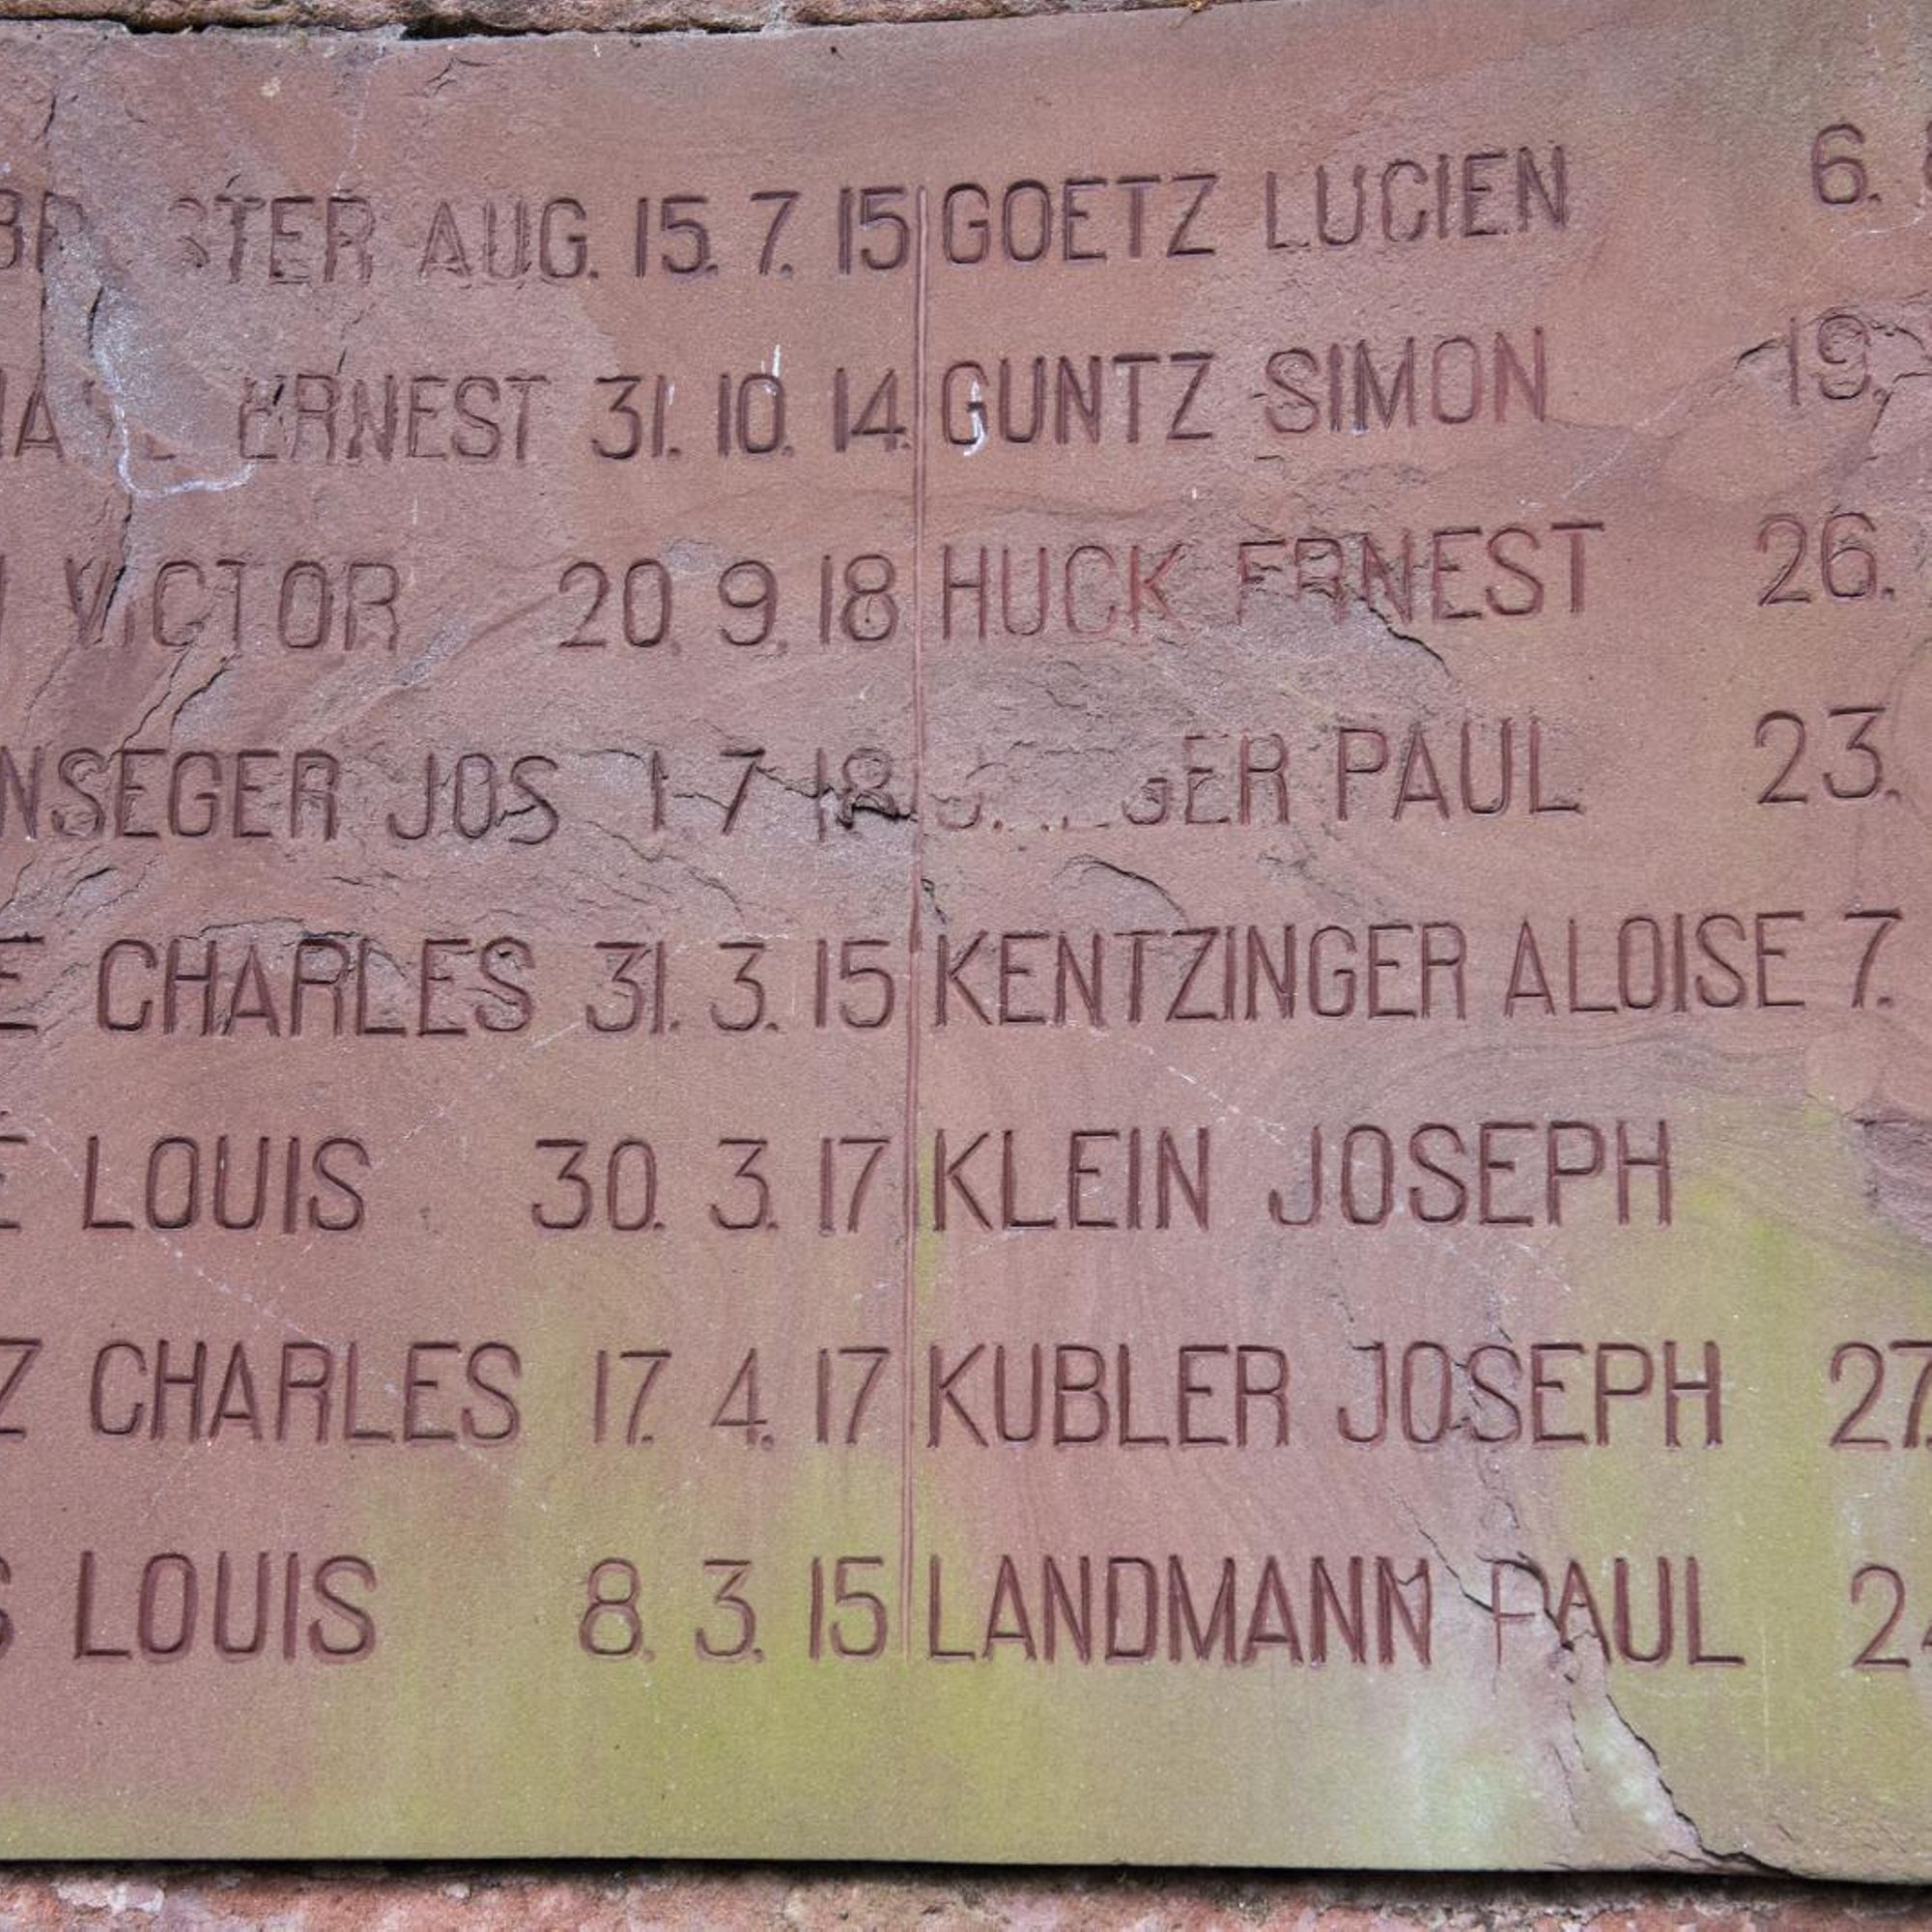 AUG. 15. 7. 15 GOETZ LUCIEN 6.
ERNEST 31. 10. 14. GUNTZ SIMON 19.
VICTOR 20. 9. 18 HUCK ERNEST 26.
NSEGER JOS 1. 7 18 PAUL 23.
E CHARLES 31. 3. 15 KENTZINGER ALOISE 7.
E LOUIS 30. 3. 17 KLEIN JOSEPH
Z CHARLES 17. 4. 17 KUBLER JOSEPH 27.
S LOUIS 8. 3. 15 LANDMANN PAUL 24